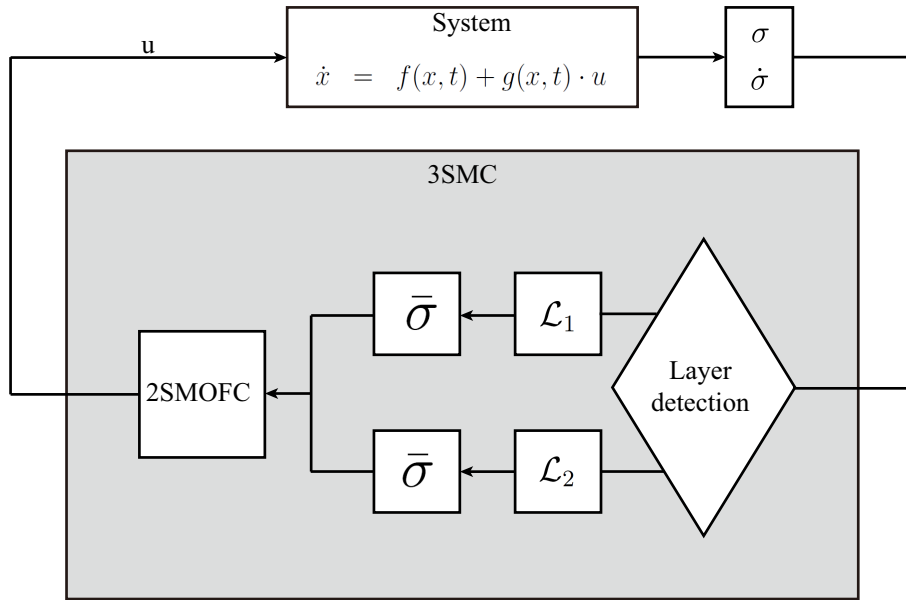 System
u
ẋ = f(x, t) + g(x, t) · u
σ
σ̇
3SMC
σ̄
ℒ₁
Layer
detection
2SMOFC
σ̄
ℒ₂